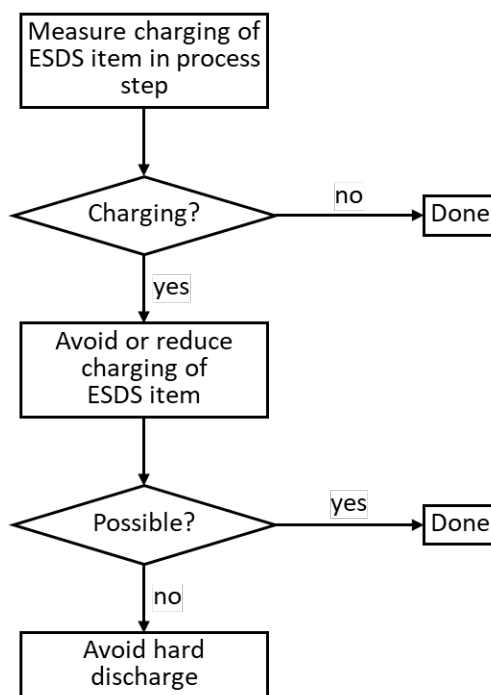 Measure charging of
ESDS item in process
step
Charging?
no
Done
yes
Avoid or reduce
charging of
ESDS item
Possible?
yes
Done
no
Avoid hard
discharge